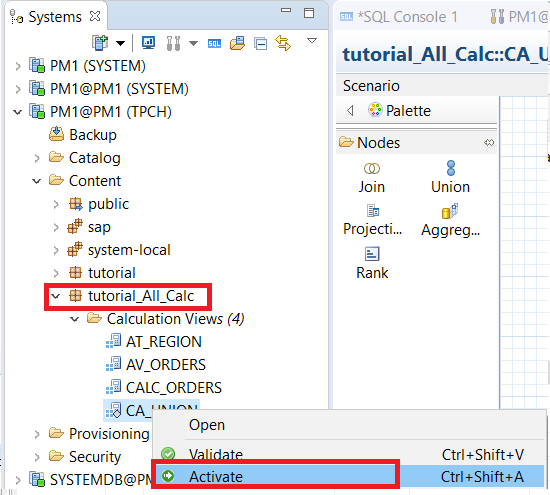 Systems
PM1 (SYSTEM)
PM1@PM1 (SYSTEM)
PM1@PM1 (TPCH)
Backup
Catalog
Content
public
sap
system-local
tutorial
tutorial_All_Calc
Calculation Views (4)
AT_REGION
AV_ORDERS
CALC_ORDERS
CA_UNION
Provisioning
Security
SYSTEMDB@PM
*SQL Console 1
PM1@
tutorial_All_Calc::CA_U
Scenario
Palette
Nodes
Join
Union
Projecti...
Aggreg...
Rank
Open
Validate Ctrl+Shift+V
Activate Ctrl+Shift+A